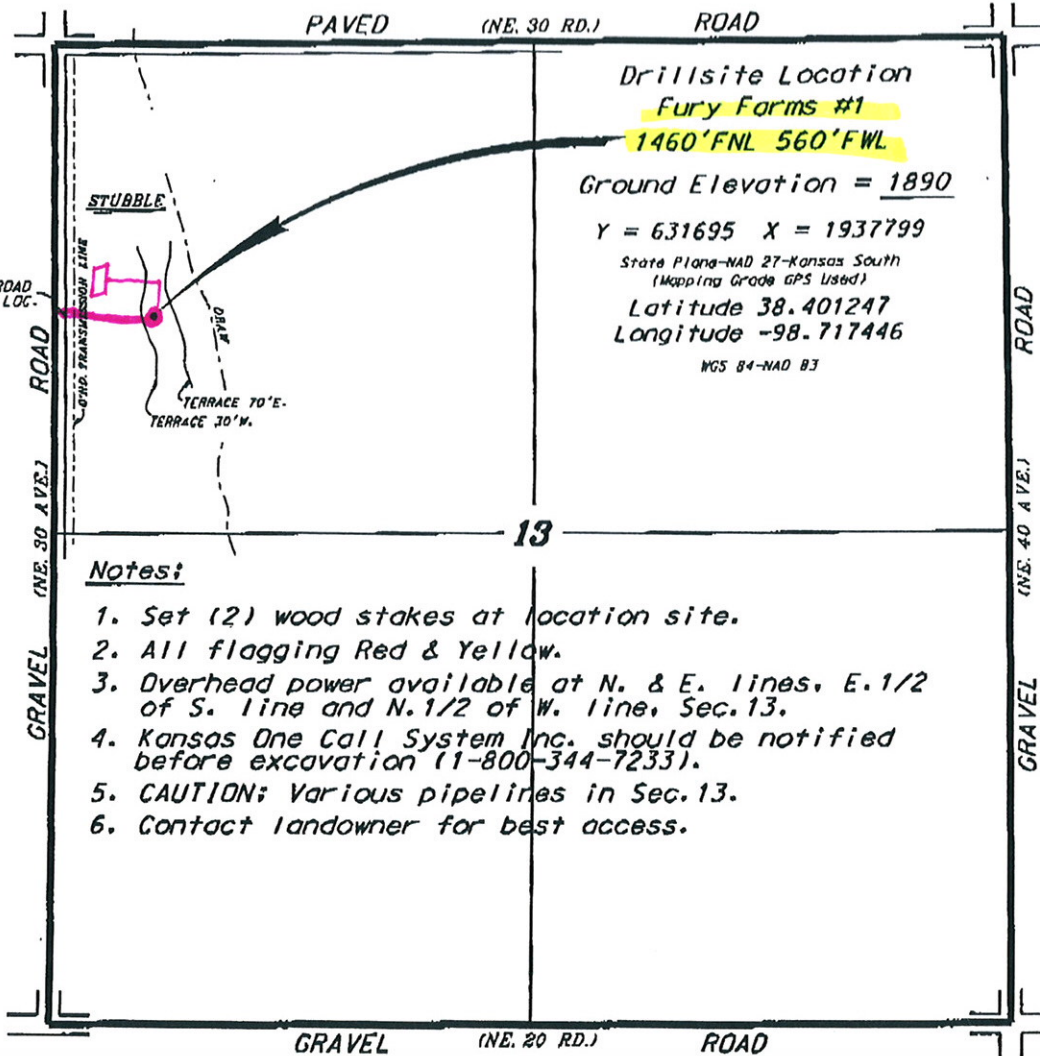 PAVED (NE. 30 RD.) ROAD
Drillsite Location
Fury Farms #1
1460'FNL 560'FWL
Ground Elevation = 1890
Y = 631695 X = 1937799
State Plane-NAD 27-Kansas South
(Mapping Grade GPS Used)
Latitude 38.401247
Longitude -98.717446
WGS 84-NAD 83
STUBBLE
O'HD. TRANSMISSION LINE
ROAD
LOC.
DRAW
TERRACE 70'E.
TERRACE 30'W.
GRAVEL (NE. 30 AVE.) ROAD
GRAVEL (NE. 40 AVE.) ROAD
13
Notes:
1. Set (2) wood stakes at location site.
2. All flagging Red & Yellow.
3. Overhead power available at N. & E. lines, E.1/2
of S. line and N.1/2 of W. line, Sec.13.
4. Kansas One Call System Inc. should be notified
before excavation (1-800-344-7233).
5. CAUTION: Various pipelines in Sec.13.
6. Contact landowner for best access.
GRAVEL (NE. 20 RD.) ROAD